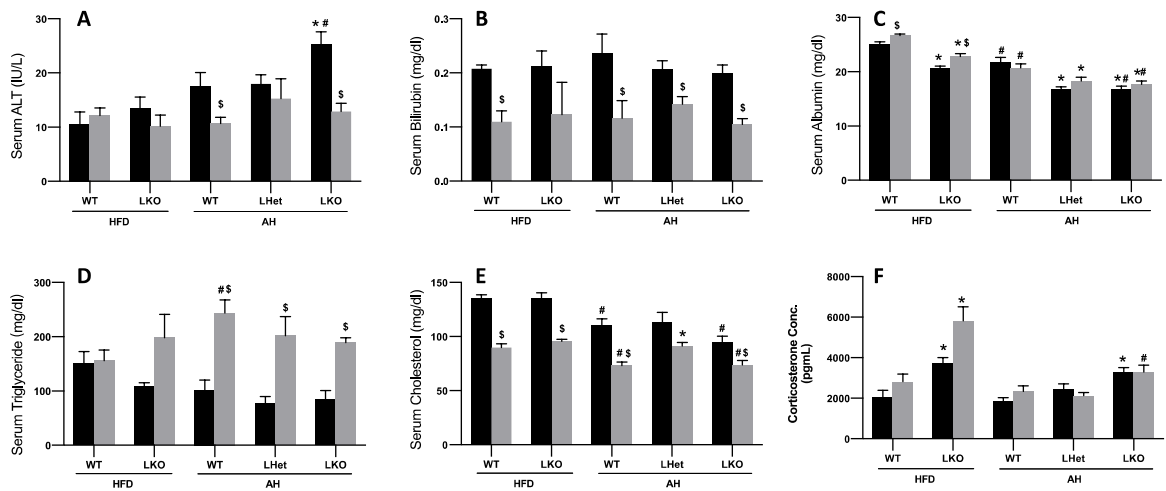 A
Serum ALT (IU/L)
30
20
10
0
$
* #
$
WT LKO WT LHet LKO
HFD AH
B
Serum Bilirubin (mg/dl)
0.3
0.2
0.1
0.0
$
$
$
$
WT LKO WT LHet LKO
HFD AH
C
Serum Albumin (mg/dl)
30
20
10
0
$
*
* $
#
#
*
*
*#
*#
WT LKO WT LHet LKO
HFD AH
D
Serum Triglyceride (mg/dl)
300
200
100
0
# $
$
$
WT LKO WT LHet LKO
HFD AH
E
Serum Cholesterol (mg/dl)
150
100
50
0
$
$
#
# $
*
#
#$
WT LKO WT LHet LKO
HFD AH
F
Corticosterone Conc.
(pgmL)
8000
6000
4000
2000
0
*
*
*
#
WT LKO WT LHet LKO
HFD AH